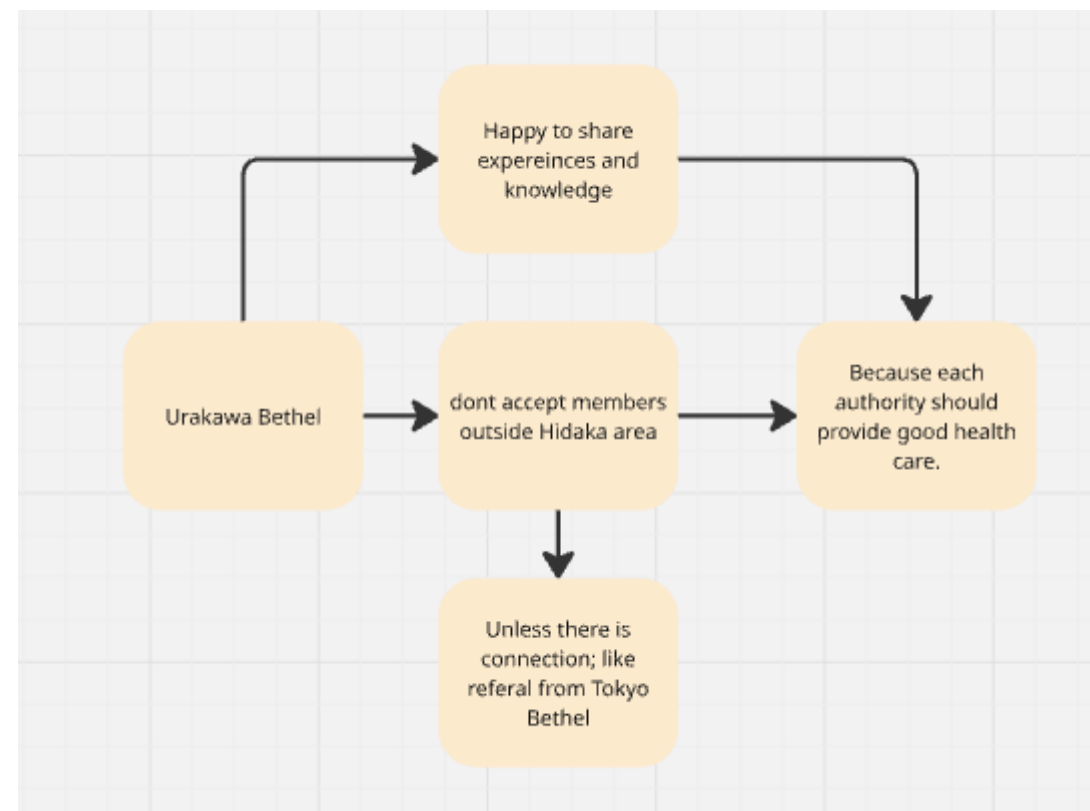 Happy to share
expereinces and
knowledge
Urakawa Bethel
dont accept members
outside Hidaka area
Because each
authority should
provide good health
care.
Unless there is
connection; like
referal from Tokyo
Bethel